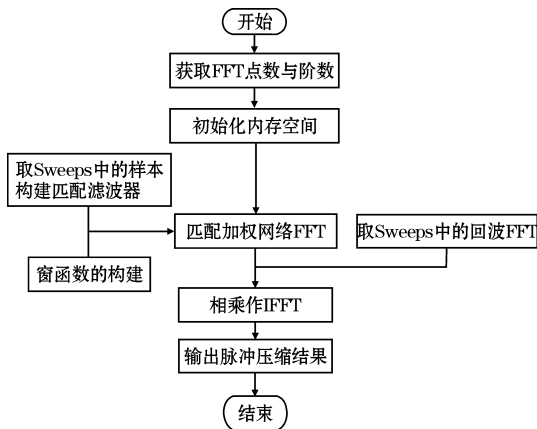 开始
获取FFT点数与阶数
初始化内存空间
取Sweeps中的样本
构建匹配滤波器
匹配加权网络FFT
取Sweeps中的回波FFT
窗函数的构建
相乘作IFFT
输出脉冲压缩结果
结束